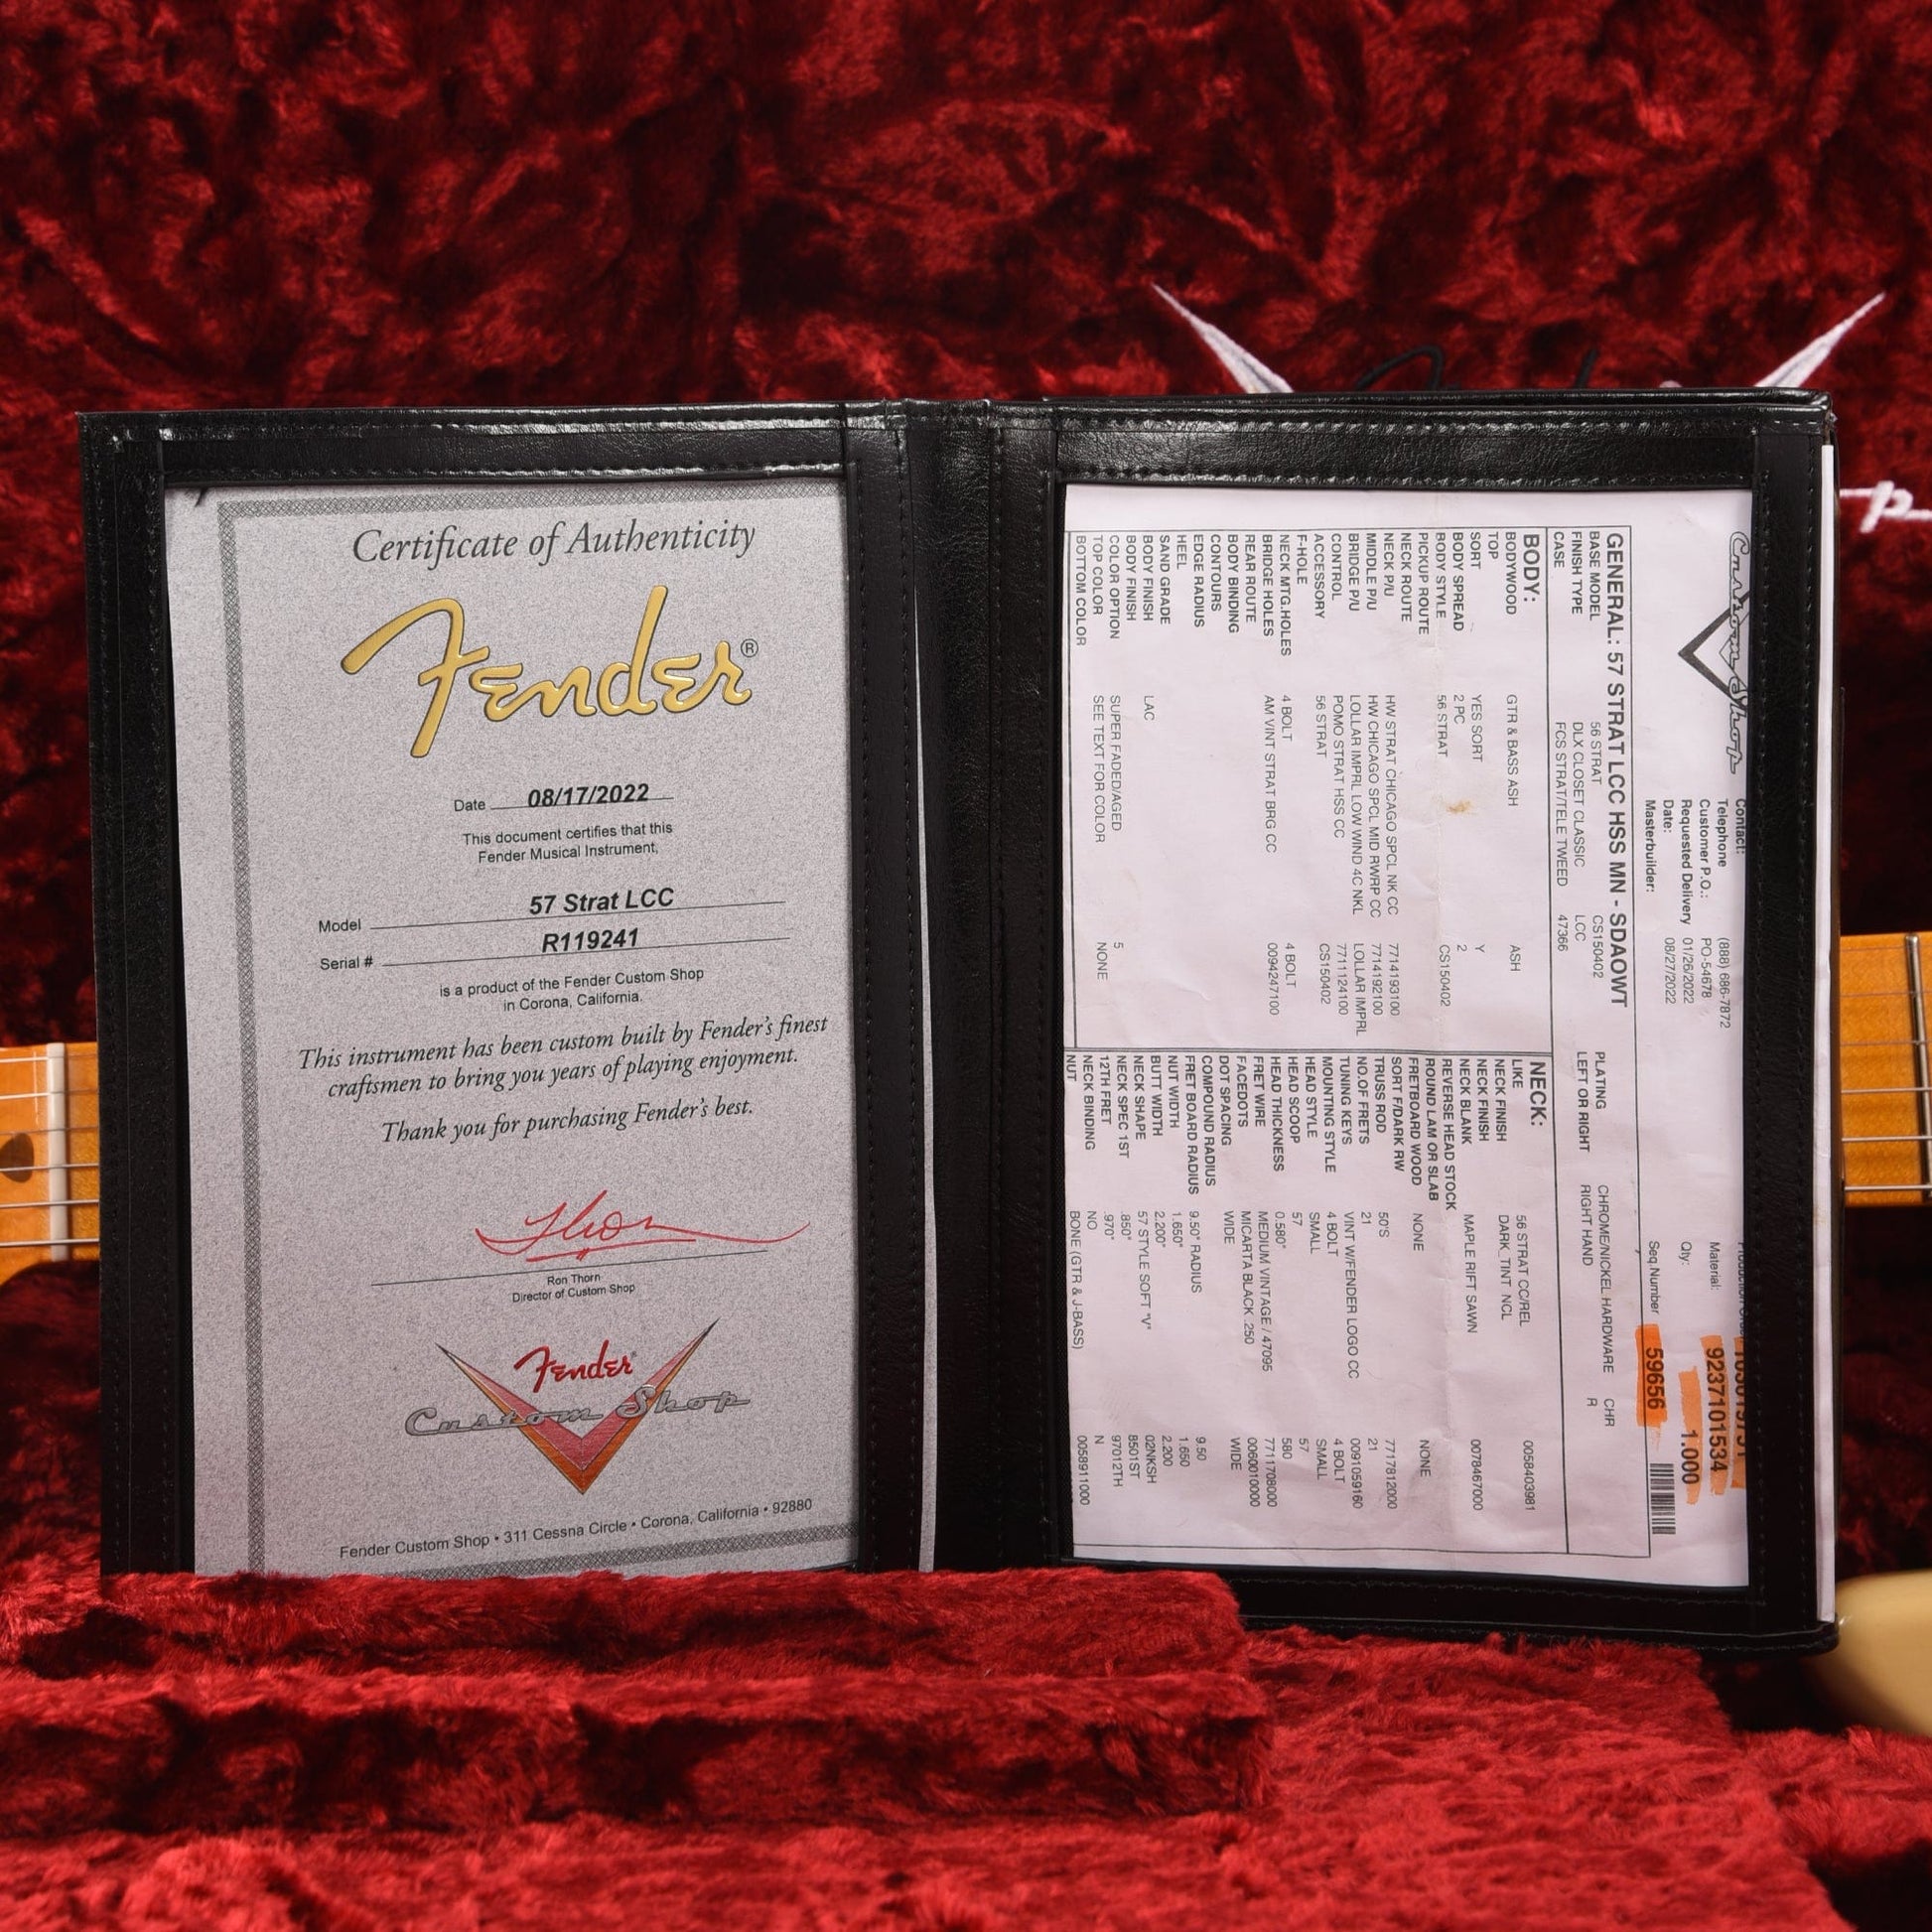 Certificate of Authenticity
Fender®
Date 08/17/2022
This document certifies that this
Fender Musical Instrument,
Model 57 Strat LCC
Serial # R119241
is a product of the Fender Custom Shop
in Corona, California.
This instrument has been custom built by Fender's finest
craftsmen to bring you years of playing enjoyment.
Thank you for purchasing Fender's best.
Ron Thorn
Director of Custom Shop
Fender
Custom Shop
Fender Custom Shop • 311 Cessna Circle • Corona, California • 92880
Custom Shop
Contact:
Telephone (888) 686-7872
Customer P.O.: PO-54678
Requested Delivery 01/26/2022
Date: 08/27/2022
Masterbuilder:
Material: 9237101534
Qty: 1.000
Seq Number 59656
GENERAL: 57 STRAT LCC HSS MN - SDAOWT
BASE MODEL 56 STRAT CS150402
FINISH TYPE DLX CLOSET CLASSIC LCC
CASE FCS STRAT/TELE TWEED 47366
PLATING CHROME/NICKEL HARDWARE CHR
LEFT OR RIGHT RIGHT HAND R
BODY:
BODYWOOD GTR & BASS ASH ASH
TOP
SORT YES SORT Y
BODY SPREAD 2 PC 2
BODY STYLE 56 STRAT CS150402
PICKUP ROUTE
NECK ROUTE
NECK P/U HW STRAT CHICAGO SPCL NK CC 7714193100
MIDDLE P/U HW CHICAGO SPCL MID RWRP CC 7714192100
BRIDGE P/U LOLLAR IMPRL LOW WIND 4C NKL LOLLAR IMPRL
CONTROL POMO STRAT HSS CC 7711124100
ACCESSORY 56 STRAT CS150402
F-HOLE
NECK MTG.HOLES 4 BOLT 4 BOLT
BRIDGE HOLES AM VINT STRAT BRG CC 0094247100
REAR ROUTE
BODY BINDING
CONTOURS
EDGE RADIUS
HEEL
SAND GRADE
BODY FINISH LAC
BODY FINISH
COLOR OPTION SUPER FADED/AGED 5
TOP COLOR SEE TEXT FOR COLOR NONE
BOTTOM COLOR
NECK:
LIKE 56 STRAT CC/REL 0058403981
NECK FINISH DARK TINT NCL
NECK FINISH
NECK BLANK MAPLE RIFT SAWN 0078467000
REVERSE HEAD STOCK
ROUND LAM OR SLAB
FRETBOARD WOOD NONE NONE
SORT F/DARK RW
TRUSS ROD 50'S 7717812000
NO.OF FRETS 21 21
TUNING KEYS VINT W/FENDER LOGO CC 0091059160
MOUNTING STYLE 4 BOLT 4 BOLT
HEAD STYLE SMALL SMALL
HEAD SCOOP 57 57
HEAD THICKNESS 0.580" 580
FRET WIRE MEDIUM VINTAGE / 47095 7711708000
FACEDOTS MICARTA BLACK .250 0060010000
DOT SPACING WIDE WIDE
COMPOUND RADIUS
FRET BOARD RADIUS 9.50" RADIUS 9.50
NUT WIDTH 1.650" 1.650
BUTT WIDTH 2.200" 2.200
NECK SHAPE 57 STYLE SOFT "V" 02NKSH
NECK SPEC 1ST .850" 8501ST
12TH FRET .970" 97012TH
NECK BINDING NO N
NUT BONE (GTR & J-BASS) 0058911000